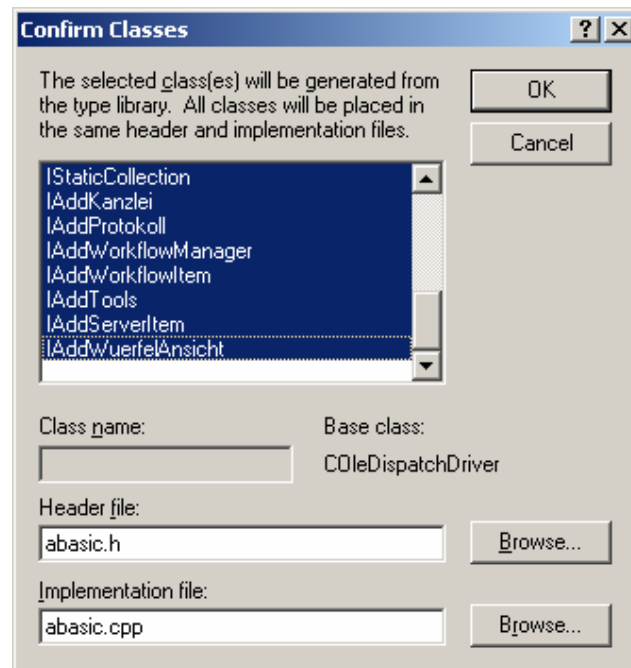 Confirm Classes
The selected class(es) will be generated from
the type library. All classes will be placed in
the same header and implementation files.
OK
Cancel
IStaticCollection
IAddKanzlei
IAddProtokoll
IAddWorkflowManager
IAddWorkflowItem
IAddTools
IAddServerItem
IAddWuerfelAnsicht
Class name:
Base class:
COleDispatchDriver
Header file:
abasic.h
Browse...
Implementation file:
abasic.cpp
Browse...